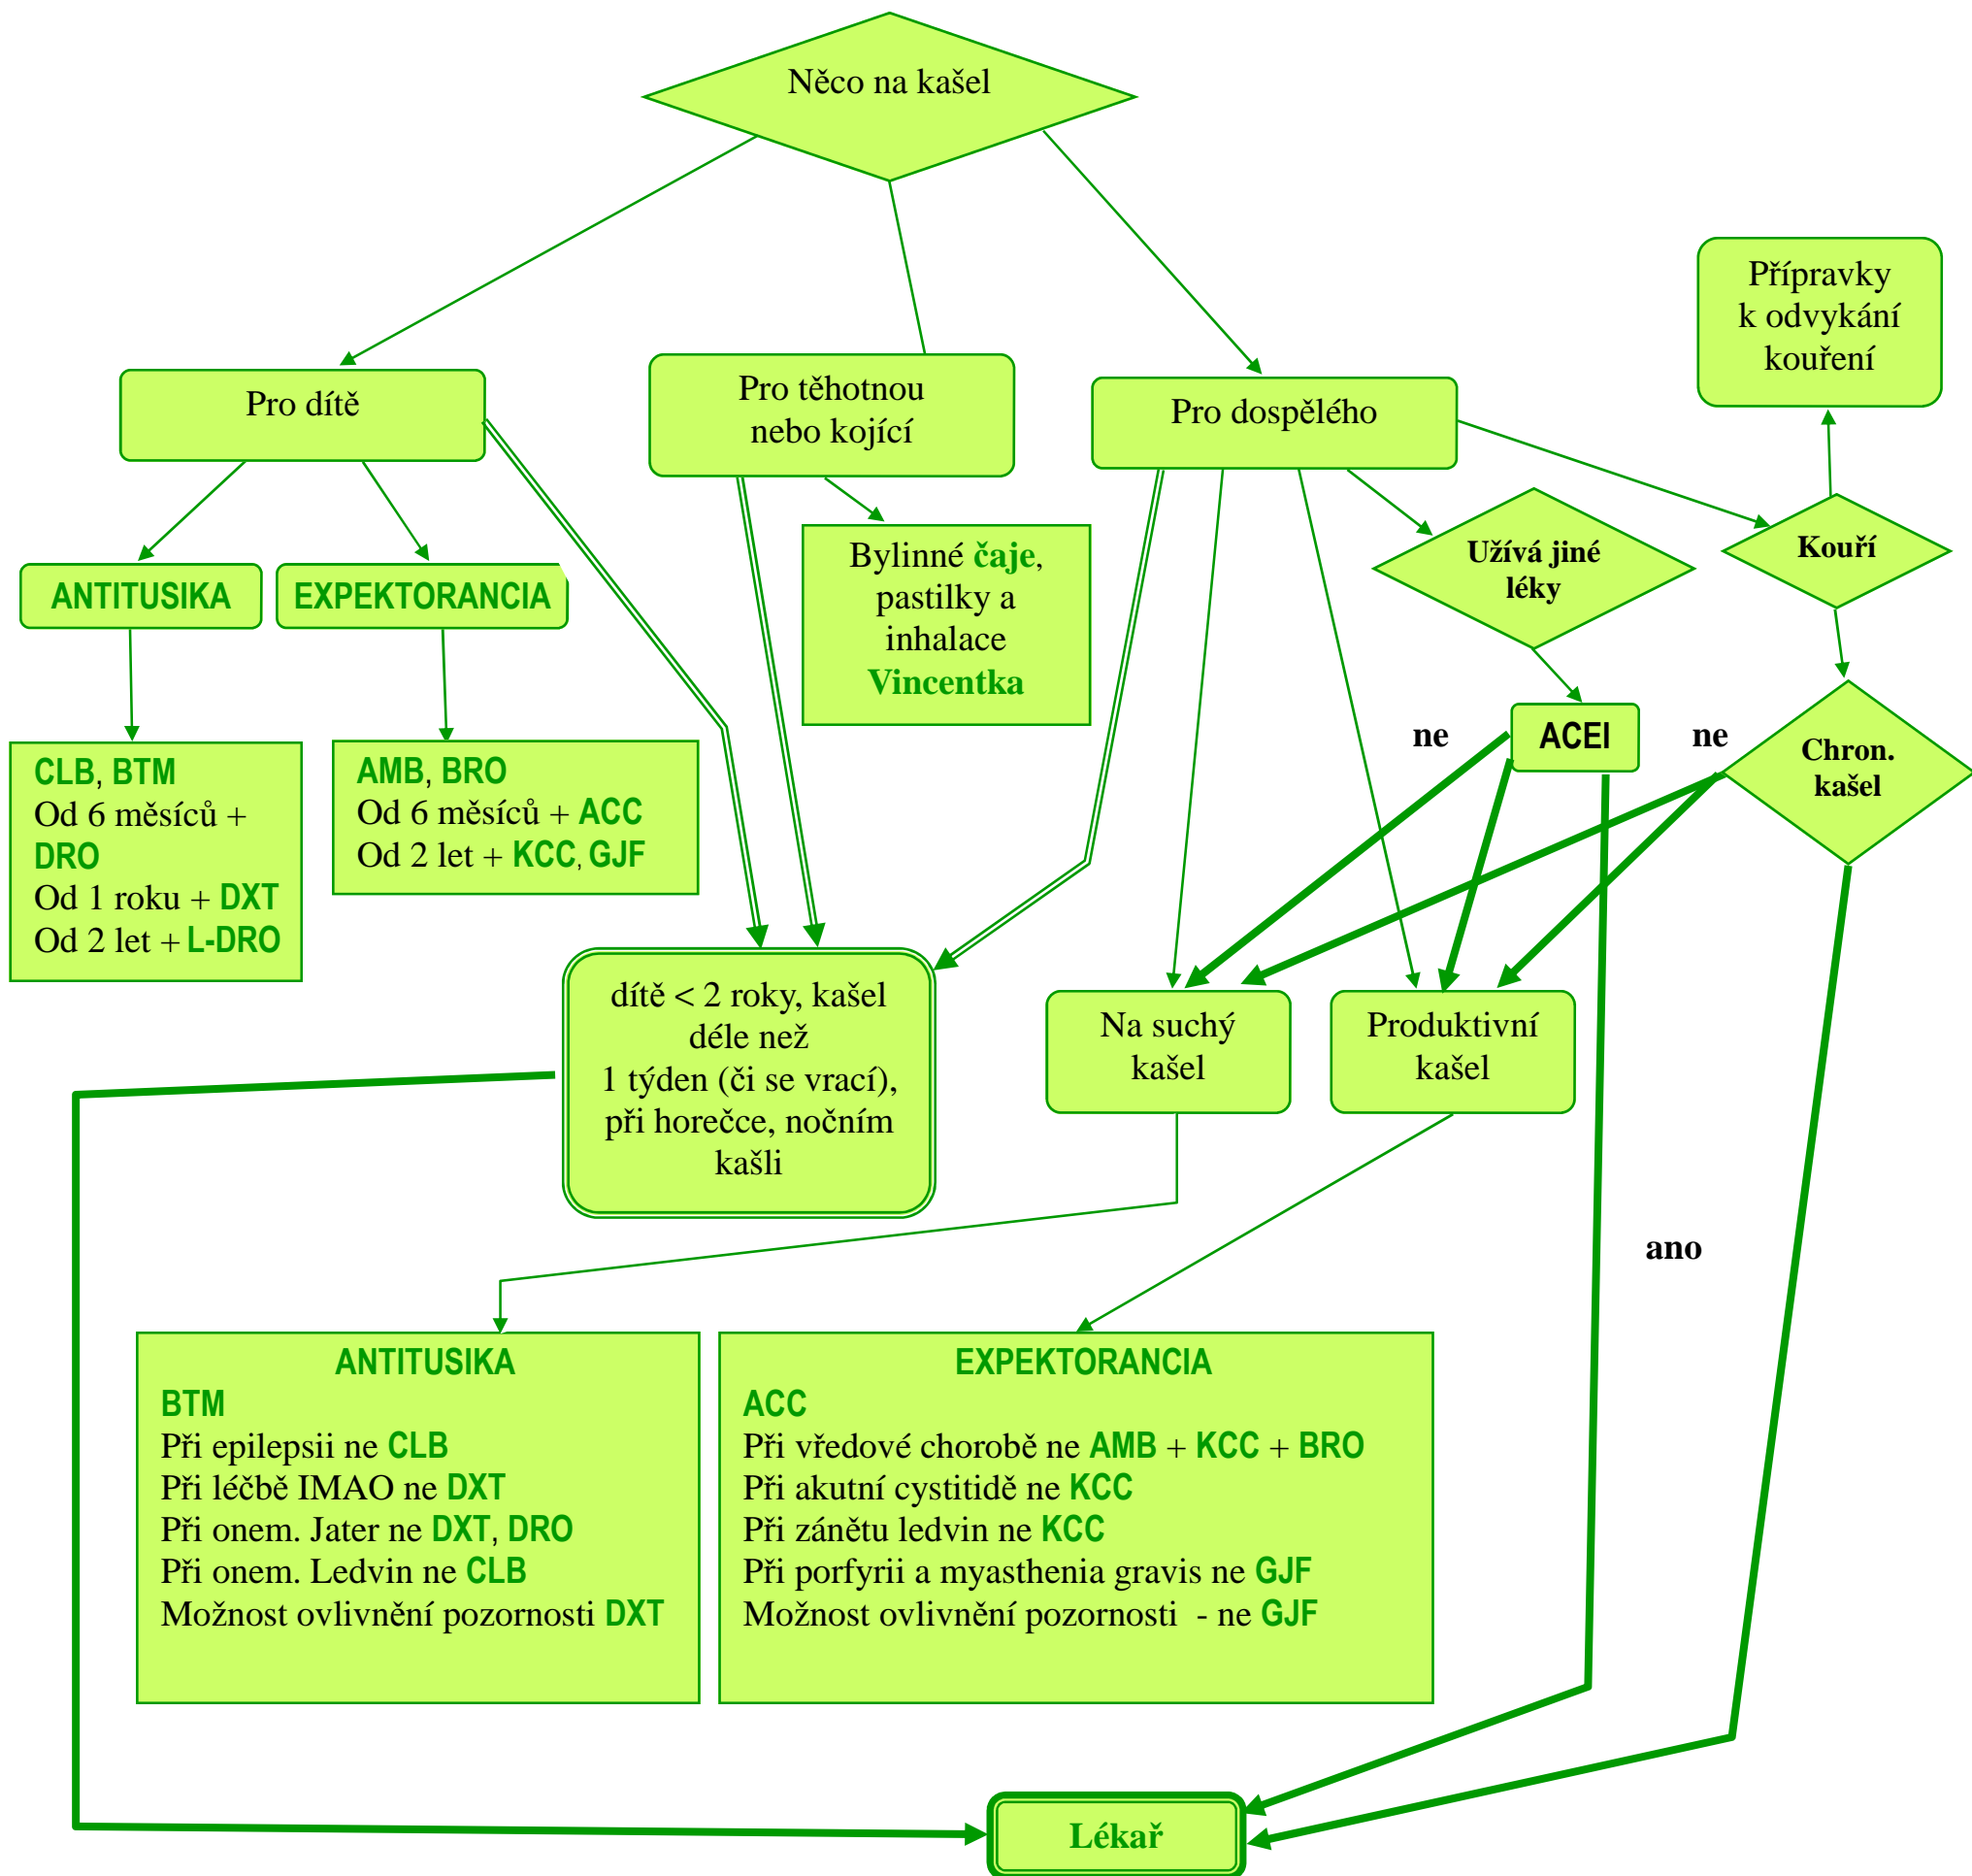 Něco na kašel
Přípravky
k odvykání
kouření
Pro dítě
Pro těhotnou
nebo kojící
Pro dospělého
ANTITUSIKA
EXPEKTORANCIA
Bylinné čaje,
pastilky a
inhalace
Vincentka
Užívá jiné
léky
Kouří
CLB, BTM
Od 6 měsíců +
DRO
Od 1 roku + DXT
Od 2 let + L-DRO
AMB, BRO
Od 6 měsíců + ACC
Od 2 let + KCC, GJF
ne
ACEI
ne
Chron.
kašel
dítě < 2 roky, kašel
déle než
1 týden (či se vrací),
při horečce, nočním
kašli
Na suchý
kašel
Produktivní
kašel
ano
ANTITUSIKA
BTM
Při epilepsii ne CLB
Při léčbě IMAO ne DXT
Při onem. Jater ne DXT, DRO
Při onem. Ledvin ne CLB
Možnost ovlivnění pozornosti DXT
EXPEKTORANCIA
ACC
Při vředové chorobě ne AMB + KCC + BRO
Při akutní cystitidě ne KCC
Při zánětu ledvin ne KCC
Při porfyrii a myasthenia gravis ne GJF
Možnost ovlivnění pozornosti - ne GJF
Lékař